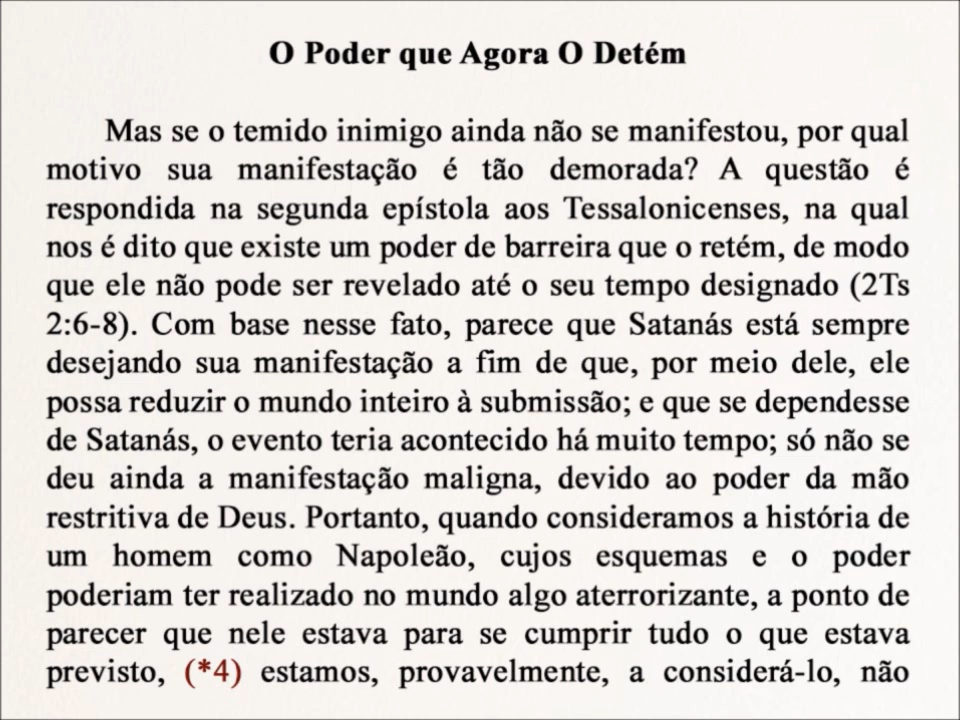 O Poder que Agora O Detém
Mas se o temido inimigo ainda não se manifestou, por qual
motivo sua manifestação é tão demorada? A questão é
respondida na segunda epístola aos Tessalonicenses, na qual
nos é dito que existe um poder de barreira que o retém, de modo
que ele não pode ser revelado até o seu tempo designado (2Ts
2:6-8). Com base nesse fato, parece que Satanás está sempre
desejando sua manifestação a fim de que, por meio dele, ele
possa reduzir o mundo inteiro à submissão; e que se dependesse
de Satanás, o evento teria acontecido há muito tempo; só não se
deu ainda a manifestação maligna, devido ao poder da mão
restritiva de Deus. Portanto, quando consideramos a história de
um homem como Napoleão, cujos esquemas e o poder
poderiam ter realizado no mundo algo aterrorizante, a ponto de
parecer que nele estava para se cumprir tudo o que estava
previsto, (*4) estamos, provavelmente, a considerá-lo, não